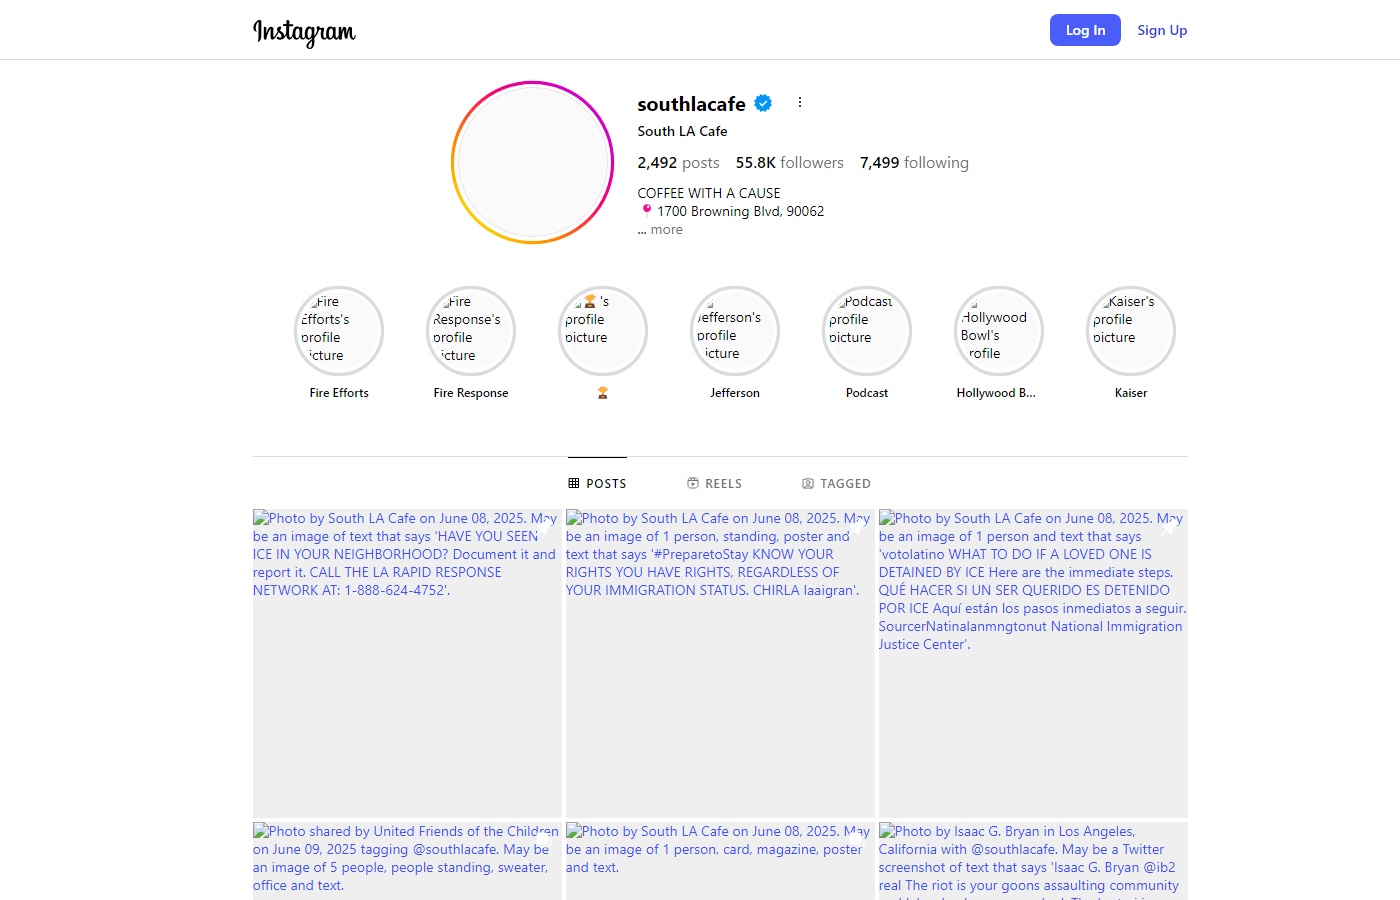 Instagram
Log In
Sign Up
southlacafe
South LA Cafe
2,492 posts 55.8K followers 7,499 following
COFFEE WITH A CAUSE
📍 1700 Browning Blvd, 90062
... more
Fire
Efforts's
profile
picture
Fire Efforts
Fire
Response's
profile
picture
Fire Response
🏆's
profile
picture
🏆
Jefferson's
profile
picture
Jefferson
Podcast
profile
picture
Podcast
Hollywood
Bowl's
profile
Hollywood B...
Kaiser's
profile
picture
Kaiser
POSTS
REELS
TAGGED
Photo by South LA Cafe on June 08, 2025. May
be an image of text that says 'HAVE YOU SEEN
ICE IN YOUR NEIGHBORHOOD? Document it and
report it. CALL THE LA RAPID RESPONSE
NETWORK AT: 1-888-624-4752'.
Photo by South LA Cafe on June 08, 2025. May
be an image of 1 person, standing, poster and
text that says '#PreparetoStay KNOW YOUR
RIGHTS YOU HAVE RIGHTS, REGARDLESS OF
YOUR IMMIGRATION STATUS. CHIRLA laaigran'.
Photo by South LA Cafe on June 08, 2025. May
be an image of 1 person and text that says
'votolatino WHAT TO DO IF A LOVED ONE IS
DETAINED BY ICE Here are the immediate steps.
QUÉ HACER SI UN SER QUERIDO ES DETENIDO
POR ICE Aquí están los pasos inmediatos a seguir.
SourcerNatinalanmngtonut National Immigration
Justice Center'.
Photo shared by United Friends of the Children
on June 09, 2025 tagging @southlacafe. May be
an image of 5 people, people standing, sweater,
office and text.
Photo by South LA Cafe on June 08, 2025. May
be an image of 1 person, card, magazine, poster
and text.
Photo by Isaac G. Bryan in Los Angeles,
California with @southlacafe. May be a Twitter
screenshot of text that says 'Isaac G. Bryan @ib2
real The riot is your goons assaulting community